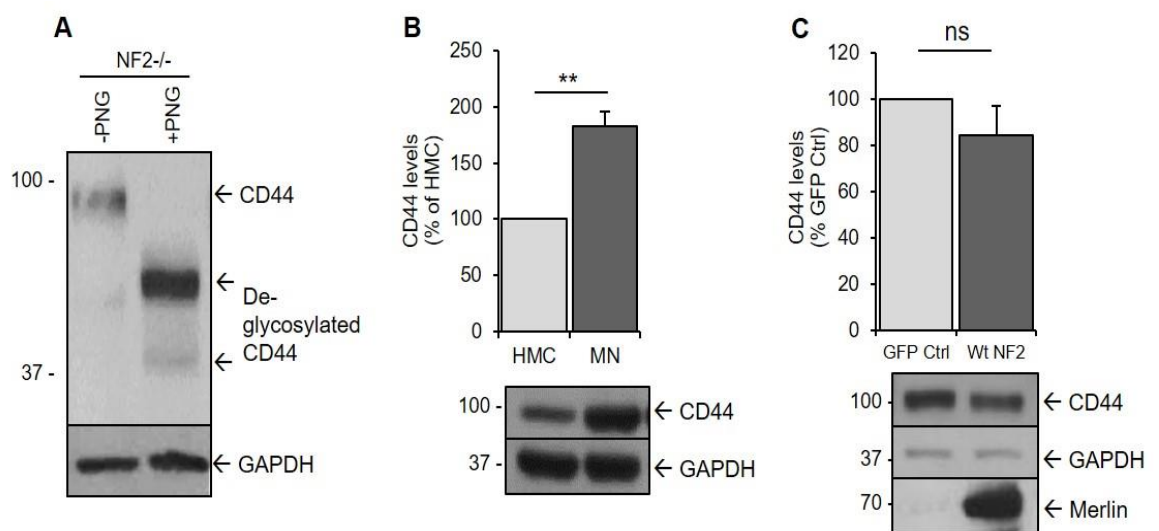 A
NF2-/-
-PNG
+PNG
100 -
← CD44
←
De-
glycosylated
CD44
←
37 -
← GAPDH
B
250
200
150
100
50
0
CD44 levels
(% of HMC)
**
HMC MN
100 -
← CD44
37 -
← GAPDH
C
ns
120
100
80
60
40
20
0
CD44 levels
(% GFP Ctrl)
GFP Ctrl Wt NF2
100 -
← CD44
37 -
← GAPDH
70 -
← Merlin